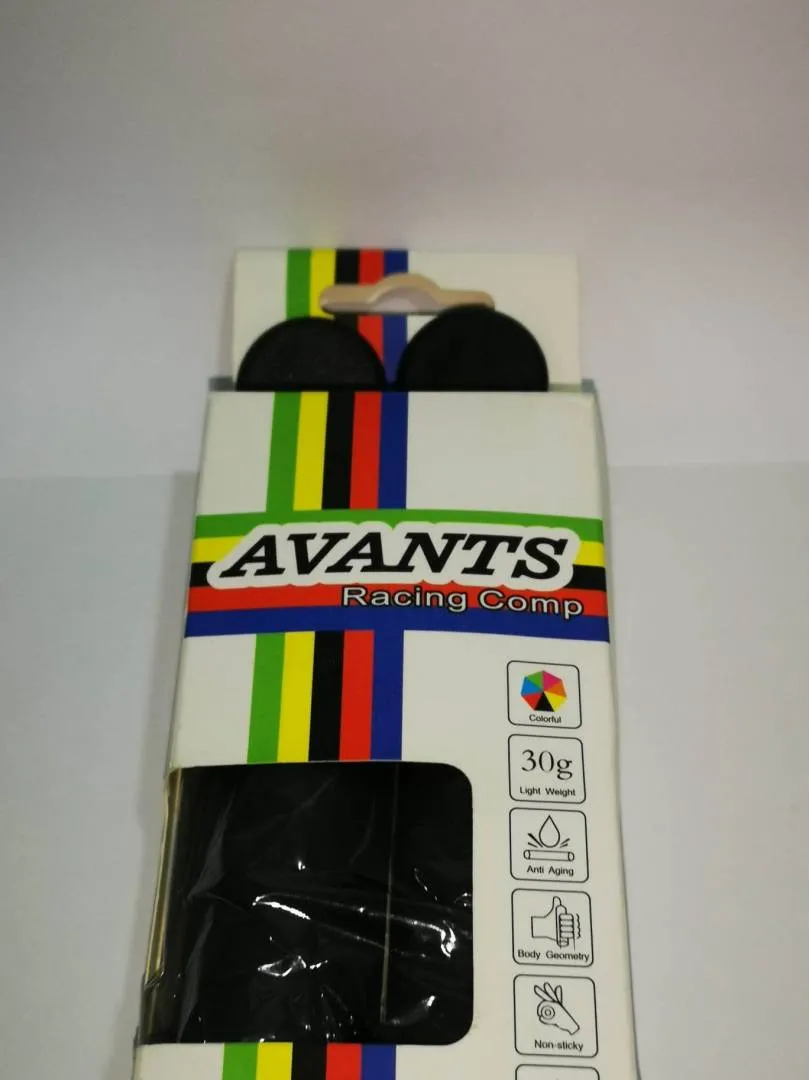 AVANTS
Racing Comp
Colorful
30g
Light Weight
Anti Aging
Body Geometry
Non-sticky